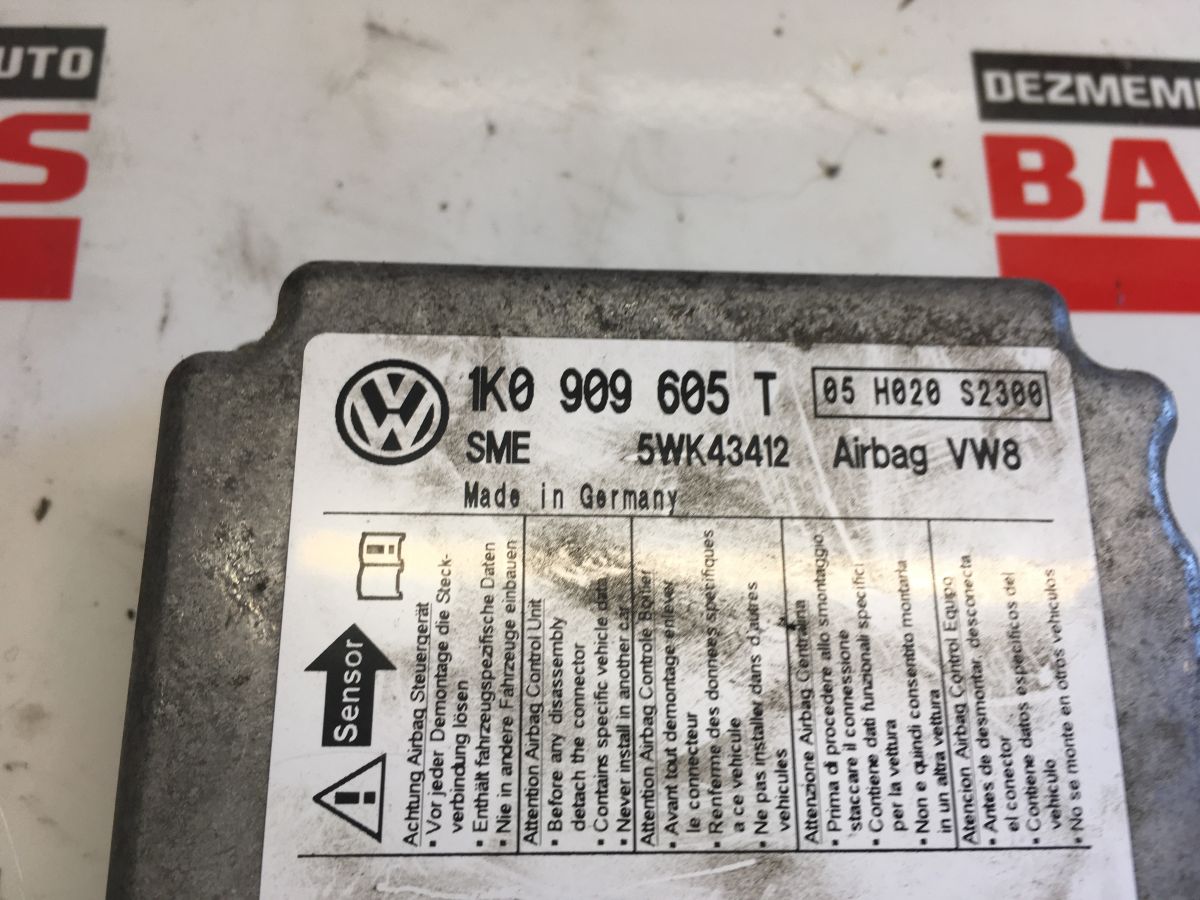 UTO
S
DEZMEM
BA
1K0 909 605 T
05 H020 S2300
SME 5WK43412 Airbag VW8
Made in Germany
Sensor
Achtung Airbag Steuergerät
• Vor jeder Demontage die Steck-
verbindung lösen
• Enthält fahrzeugspezifische Daten
• Nie in andere Fahrzeuge einbauen
Attention Airbag Control Unit
• Before any disassembly
detach the connector
• Contains specific vehicle data
• Never install in another car
Attention Airbag Controle Boitier
• Avant tout demontage enlever
le connecteur
• Renferme des donnees specifiques
a ce vehicule
• Ne pas installer dans d'autres
vehicules
Attenzione Airbag Centralina
• Prima di procedere allo smontaggio,
staccare il connessione
• Contiene dati funzionali specifici
per la vettura
• Non e quindi consentibo montarla
in un altra vettura
Atencion Airbag Control Equipo
• Antes de desmontar, desconecta
el conector
• Contiene datos especificos del
vehiculo
• No se monte en otros vehiculos